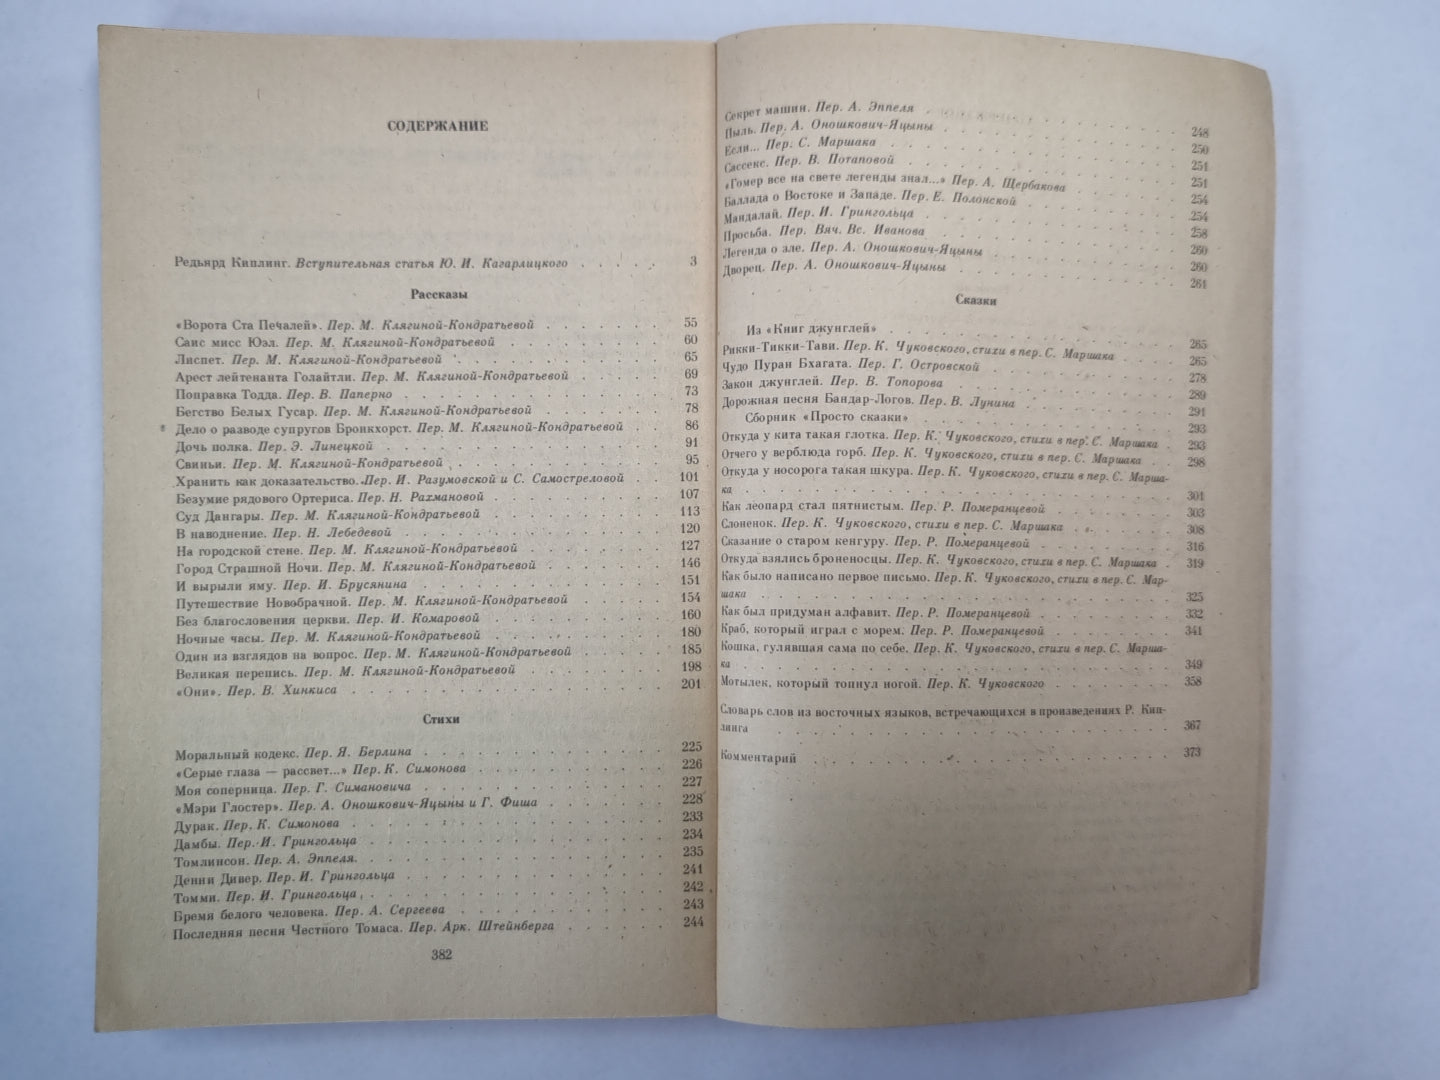 СОДЕРЖАНИЕ
Редьярд Киплинг. Вступительная статья Ю. И. Кагарлицкого . . . . . 3
Рассказы
«Ворота Ста Печалей». Пер. М. Клягиной-Кондратьевой . . . . . . . 55
Саис мисс Юэл. Пер. М. Клягиной-Кондратьевой . . . . . . . . . 60
Лиспет. Пер. М. Клягиной-Кондратьевой . . . . . . . . . . . 65
Арест лейтенанта Голайтли. Пер. М. Клягиной-Кондратьевой . . . . . 69
Поправка Тодда. Пер. В. Паперно . . . . . . . . . . . . . 73
Бегство Белых Гусар. Пер. М. Клягиной-Кондратьевой . . . . . . . 78
Дело о разводе супругов Бронкхорст. Пер. М. Клягиной-Кондратьевой . . 86
Дочь полка. Пер. Э. Линецкой . . . . . . . . . . . . . . 91
Свиньи. Пер. М. Клягиной-Кондратьевой . . . . . . . . . . . 95
Хранить как доказательство. Пер. И. Разумовской и С. Самостреловой . . 101
Безумие рядового Ортериса. Пер. Н. Рахмановой . . . . . . . . . 107
Суд Дангары. Пер. М. Клягиной-Кондратьевой . . . . . . . . . 113
В наводнение. Пер. Н. Лебедевой . . . . . . . . . . . . . 120
На городской стене. Пер. М. Клягиной-Кондратьевой . . . . . . . 127
Город Страшной Ночи. Пер. М. Клягиной-Кондратьевой . . . . . . . 146
И вырыли яму. Пер. И. Брусянина . . . . . . . . . . . . . 151
Путешествие Новобрачной. Пер. М. Клягиной-Кондратьевой . . . . . 154
Без благословения церкви. Пер. И. Комаровой . . . . . . . . . 160
Ночные часы. Пер. М. Клягиной-Кондратьевой . . . . . . . . . 180
Один из взглядов на вопрос. Пер. М. Клягиной-Кондратьевой . . . . . 185
Великая перепись. Пер. М. Клягиной-Кондратьевой . . . . . . . . 198
«Они». Пер. В. Хинкиса . . . . . . . . . . . . . . . . 201
Стихи
Моральный кодекс. Пер. Я. Берлина . . . . . . . . . . . . 225
«Серые глаза — рассвет...» Пер. К. Симонова . . . . . . . . . . 226
Моя соперница. Пер. Г. Симановича . . . . . . . . . . . . 227
«Мэри Глостер». Пер. А. Оношкович-Яцыны и Г. Фиша . . . . . . 228
Дурак. Пер. К. Симонова . . . . . . . . . . . . . . . 233
Дамбы. Пер. И. Грингольца . . . . . . . . . . . . . . . 234
Томлинсон. Пер. А. Эппеля . . . . . . . . . . . . . . . 235
Денни Дивер. Пер. И. Грингольца . . . . . . . . . . . . . 241
Томми. Пер. И. Грингольца . . . . . . . . . . . . . . . 242
Бремя белого человека. Пер. А. Сергеева . . . . . . . . . . . 243
Последняя песня Честного Томаса. Пер. Арк. Штейнберга . . . . . . 244
382
Секрет машин. Пер. А. Эппеля . . . . . . . . . . . . . . 248
Пыль. Пер. А. Оношкович-Яцыны . . . . . . . . . . . . . 250
Если... Пер. С. Маршака . . . . . . . . . . . . . . . . 251
Сассекс. Пер. В. Потаповой . . . . . . . . . . . . . . . 251
«Гомер все на свете легенды знал...» Пер. А. Щербакова . . . . . . 254
Баллада о Востоке и Западе. Пер. Е. Полонской . . . . . . . . . 254
Мандалай. Пер. И. Грингольца . . . . . . . . . . . . . . 258
Просьба. Пер. Вяч. Вс. Иванова . . . . . . . . . . . . . . 260
Легенда о зле. Пер. А. Оношкович-Яцыны . . . . . . . . . . . 260
Дворец. Пер. А. Оношкович-Яцыны . . . . . . . . . . . . . 261
Сказки
Из «Книг джунглей» . . . . . . . . . . . . . . . . . 265
Рикки-Тикки-Тави. Пер. К. Чуковского, стихи в пер. С. Маршака . . . . 265
Чудо Пуран Бхагата. Пер. Г. Островской . . . . . . . . . . . 278
Закон джунглей. Пер. В. Топорова . . . . . . . . . . . . . 289
Дорожная песня Бандар-Логов. Пер. В. Лунина . . . . . . . . . 291
Сборник «Просто сказки» . . . . . . . . . . . . . . . 293
Откуда у кита такая глотка. Пер. К. Чуковского, стихи в пер. С. Маршака . 293
Отчего у верблюда горб. Пер. К. Чуковского, стихи в пер. С. Маршака . . 298
Откуда у носорога такая шкура. Пер. К. Чуковского, стихи в пер. С. Марша-
ка . . . . . . . . . . . . . . . . . . . . . . . 301
Как леопард стал пятнистым. Пер. Р. Померанцевой . . . . . . . . 303
Слоненок. Пер. К. Чуковского, стихи в пер. С. Маршака . . . . . . 308
Сказание о старом кенгуру. Пер. Р. Померанцевой . . . . . . . . 316
Откуда взялись броненосцы. Пер. К. Чуковского, стихи в пер. С. Маршака . 319
Как было написано первое письмо. Пер. К. Чуковского, стихи в пер. С. Мар-
шака . . . . . . . . . . . . . . . . . . . . . . 325
Как был придуман алфавит. Пер. Р. Померанцевой . . . . . . . . 332
Краб, который играл с морем. Пер. Р. Померанцевой . . . . . . . 341
Кошка, гулявшая сама по себе. Пер. К. Чуковского, стихи в пер. С. Марша-
ка . . . . . . . . . . . . . . . . . . . . . . . 349
Мотылек, который топнул ногой. Пер. К. Чуковского . . . . . . . 358
Словарь слов из восточных языков, встречающихся в произведениях Р. Кип-
линга . . . . . . . . . . . . . . . . . . . . . . 367
Комментарий . . . . . . . . . . . . . . . . . . . 373